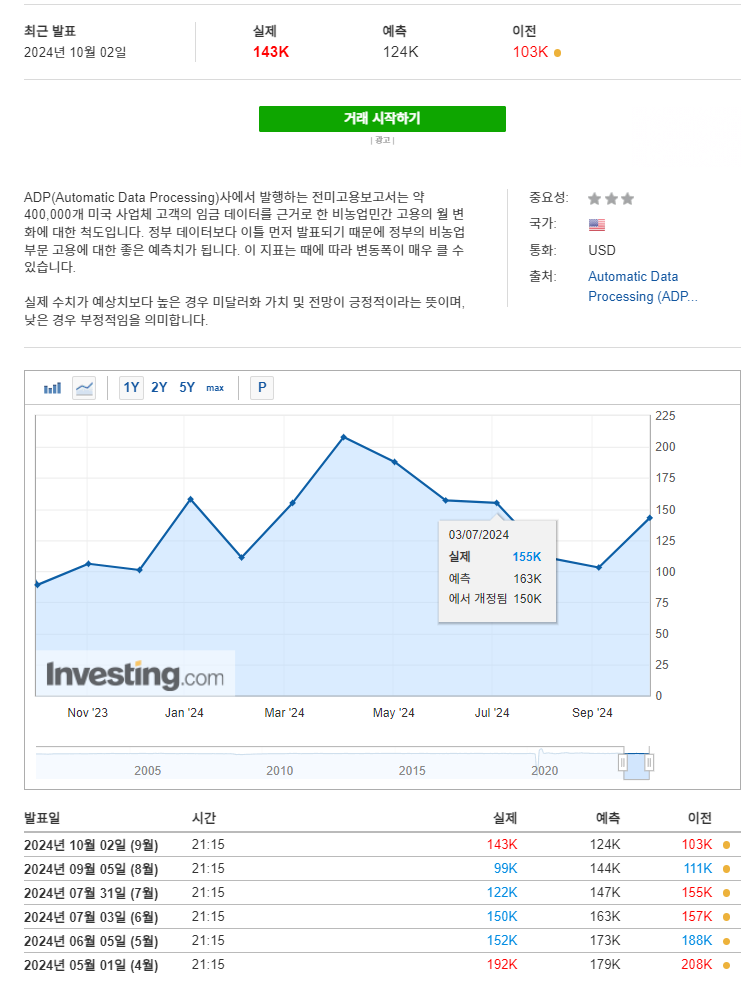 최근 발표 실제 예측 이전
2024년 10월 02일 143K 124K 103K
거래 시작하기
| 광고 |
ADP(Automatic Data Processing)사에서 발행하는 전미고용보고서는 약
400,000개 미국 사업체 고객의 임금 데이터를 근거로 한 비농업민간 고용의 월 변
화에 대한 척도입니다. 정부 데이터보다 이틀 먼저 발표되기 때문에 정부의 비농업
부문 고용에 대한 좋은 예측치가 됩니다. 이 지표는 때에 따라 변동폭이 매우 클 수
있습니다.
실제 수치가 예상치보다 높은 경우 미달러화 가치 및 전망이 긍정적이라는 뜻이며,
낮은 경우 부정적임을 의미합니다.
중요성:
국가:
통화: USD
출처: Automatic Data
Processing (ADP...
1Y 2Y 5Y max P
225
200
175
150
125
100
75
50
25
0
03/07/2024
실제 155K
예측 163K
에서 개정됨 150K
Investing.com
Nov '23 Jan '24 Mar '24 May '24 Jul '24 Sep '24
2005 2010 2015 2020
발표일 시간 실제 예측 이전
2024년 10월 02일 (9월) 21:15 143K 124K 103K
2024년 09월 05일 (8월) 21:15 99K 144K 111K
2024년 07월 31일 (7월) 21:15 122K 147K 155K
2024년 07월 03일 (6월) 21:15 150K 163K 157K
2024년 06월 05일 (5월) 21:15 152K 173K 188K
2024년 05월 01일 (4월) 21:15 192K 179K 208K